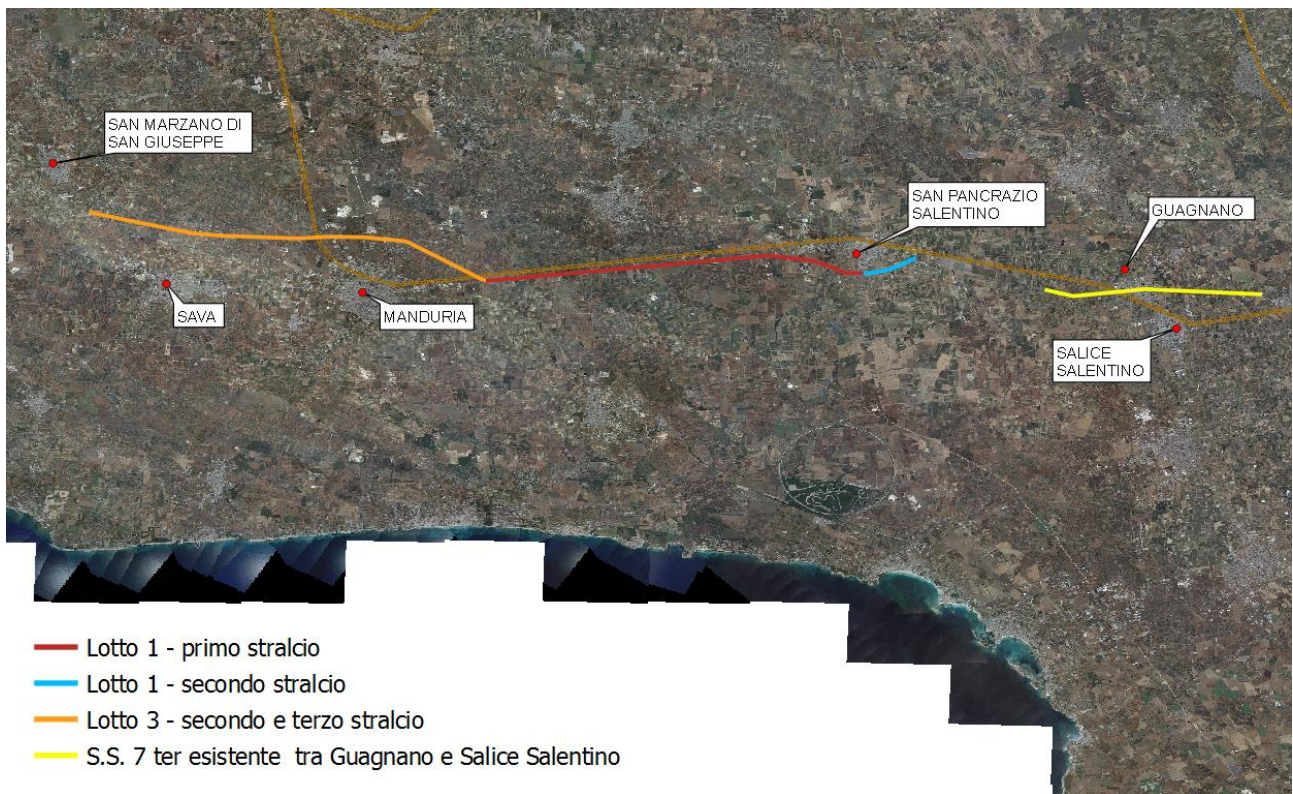 SAN MARZANO DI
SAN GIUSEPPE
SAN PANCRAZIO
SALENTINO
GUAGNANO
SAVA
MANDURIA
SALICE
SALENTINO
Lotto 1 - primo stralcio
Lotto 1 - secondo stralcio
Lotto 3 - secondo e terzo stralcio
S.S. 7 ter esistente tra Guagnano e Salice Salentino